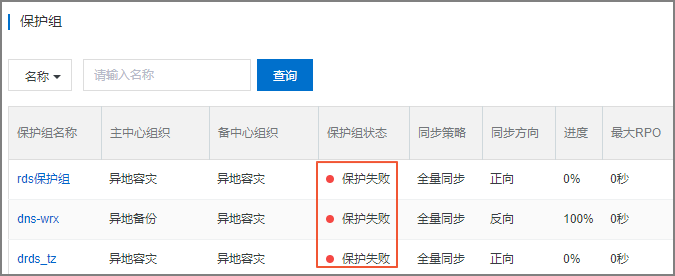 保护组
名称 请输入名称 查询
保护组名称 主中心组织 备中心组织 保护组状态 同步策略 同步方向 进度 最大RPO
rds保护组 异地容灾 异地容灾 保护失败 全量同步 正向 0% 0秒
dns-wrx 异地备份 异地容灾 保护失败 全量同步 反向 100% 0秒
drds_tz 异地容灾 异地容灾 保护失败 全量同步 正向 0% 0秒